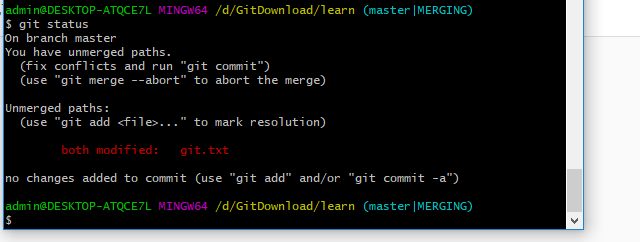 admin@DESKTOP-ATQCE7L MINGW64 /d/GitDownload/learn (master|MERGING)
$ git status
On branch master
You have unmerged paths.
  (fix conflicts and run "git commit")
  (use "git merge --abort" to abort the merge)
Unmerged paths:
  (use "git add <file>..." to mark resolution)
        both modified:   git.txt
no changes added to commit (use "git add" and/or "git commit -a")
admin@DESKTOP-ATQCE7L MINGW64 /d/GitDownload/learn (master|MERGING)
$